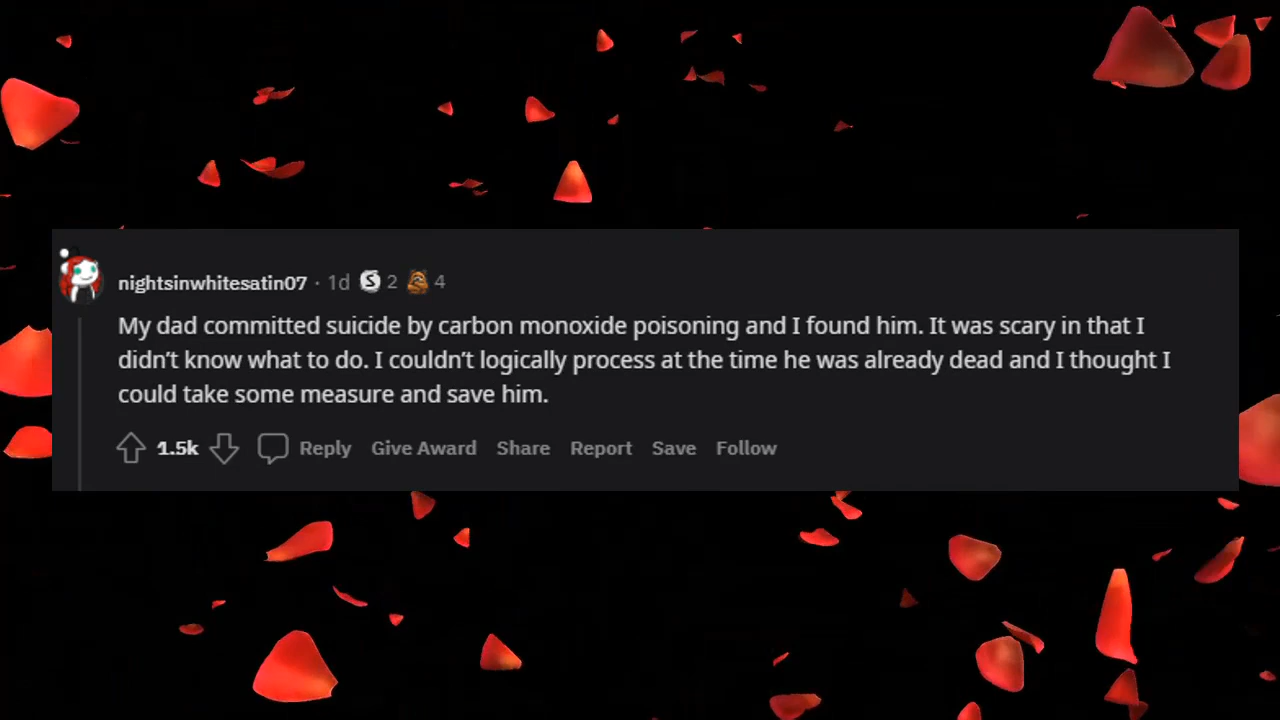 nightsinwhitesatin07 · 1d 2 4
My dad committed suicide by carbon monoxide poisoning and I found him. It was scary in that I
didn’t know what to do. I couldn’t logically process at the time he was already dead and I thought I
could take some measure and save him.
1.5k Reply Give Award Share Report Save Follow